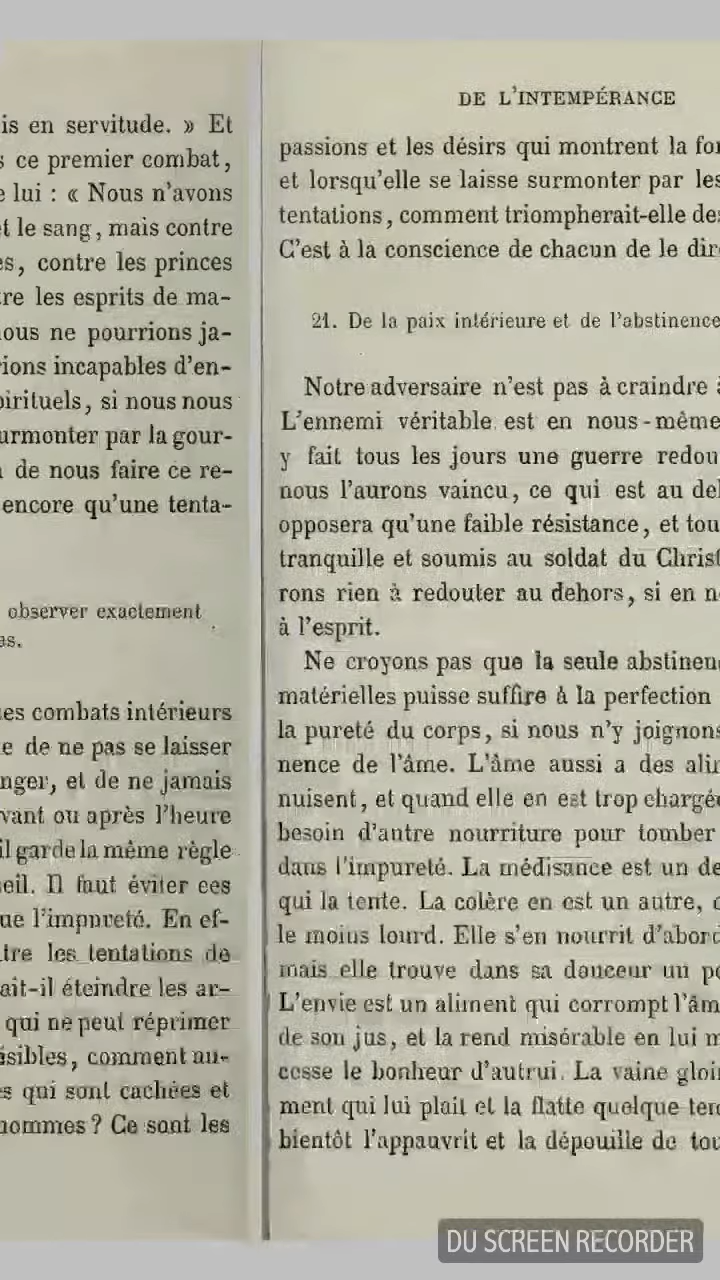 is en servitude. » Et
ce premier combat,
lui : « Nous n'avons
le sang, mais contre
es, contre les princes
re les esprits de ma-
ous ne pourrions ja-
ions incapables d'en-
pirituels, si nous nous
urmonter par la gour-
de nous faire ce re-
encore qu'une tenta-
observer exactement
es.
es combats intérieurs
e de ne pas se laisser
nger, et de ne jamais
vant ou après l'heure
il garde la même règle
eil. Il faut éviter ces
ue l'impureté. En ef-
tre les tentations de
ait-il éteindre les ar-
qui ne peut réprimer
isibles, comment au-
s qui sont cachées et
hommes? Ce sont les
DE L'INTEMPÉRANCE
passions et les désirs qui montrent la for
et lorsqu'elle se laisse surmonter par les
tentations, comment triompherait-elle des
C'est à la conscience de chacun de le dire
21. De la paix intérieure et de l'abstinence
Notre adversaire n'est pas à craindre
L'ennemi véritable est en nous-même
y fait tous les jours une guerre redou
nous l'aurons vaincu, ce qui est au de
opposera qu'une faible résistance, et tou
tranquille et soumis au soldat du Christ
rons rien à redouter au dehors, si en n
à l'esprit.
Ne croyons pas que la seule abstinen
matérielles puisse suffire à la perfection
la pureté du corps, si nous n'y joignons
nence de l'âme. L'âme aussi a des alim
nuisent, et quand elle en est trop chargé
besoin d'autre nourriture pour tomber
dans l'impureté. La médisance est un de
qui la tente. La colère en est un autre,
le moins lourd. Elle s'en nourrit d'abord
mais elle trouve dans sa douceur un po
L'envie est un aliment qui corrompt l'âm
de son jus, et la rend misérable en lui m
cesse le bonheur d'autrui. La vaine gloi
ment qui lui plait et la flatte quelque tem
bientôt l'appauvrit et la dépouille de tou
DU SCREEN RECORDER